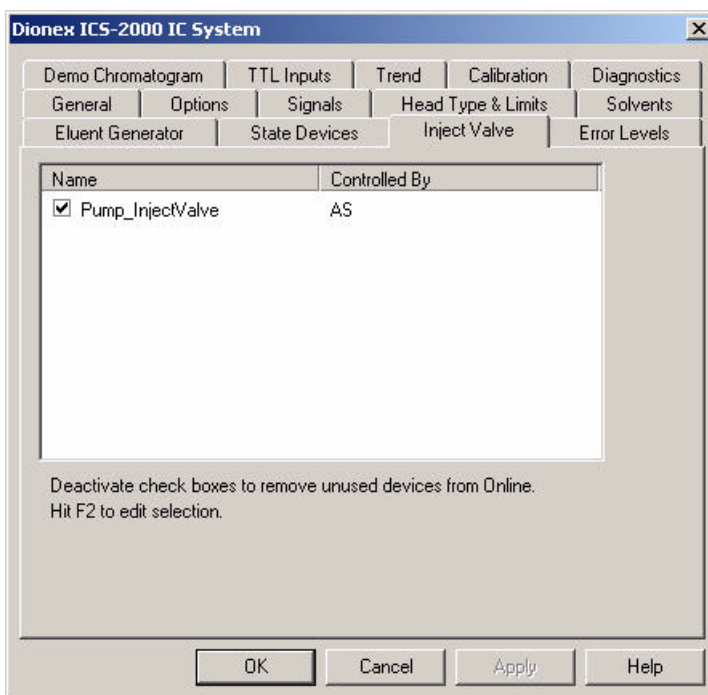 Dionex ICS-2000 IC System
Demo Chromatogram TTL Inputs Trend Calibration Diagnostics
General Options Signals Head Type & Limits Solvents
Eluent Generator State Devices Inject Valve Error Levels
Name Controlled By
Pump_InjectValve AS
Deactivate check boxes to remove unused devices from Online.
Hit F2 to edit selection.
OK Cancel Apply Help